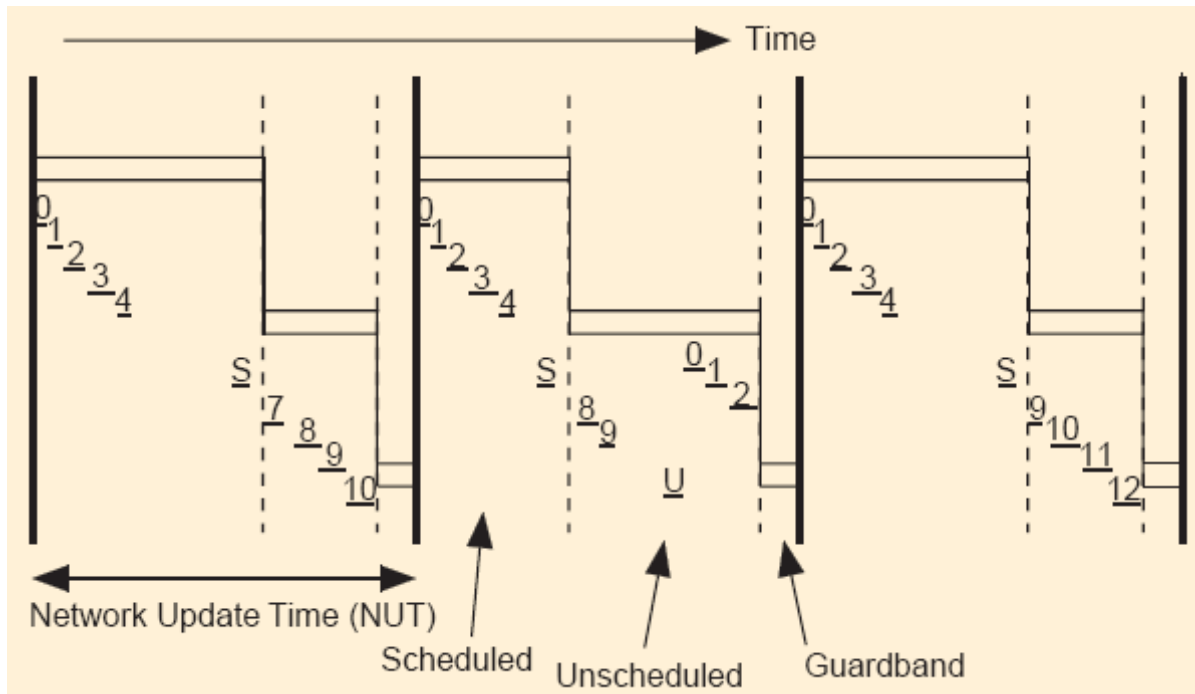 Time
0 1 2 3 4
S
7 8 9 10
0 1 2 3 4
S
8 9
U
0 1 2
0 1 2 3 4
S
9 10 11 12
Network Update Time (NUT)
Scheduled
Unscheduled
Guardband